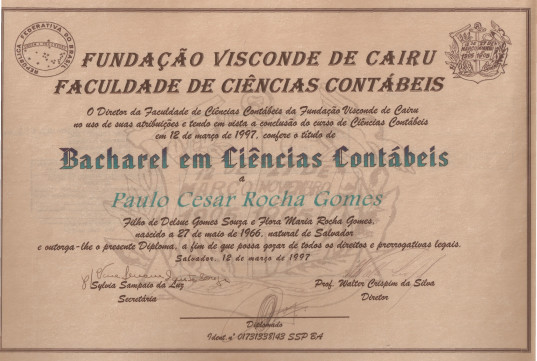 REPÚBLICA FEDERATIVA DO BRASIL
FUNDAÇÃO VISCONDE DE CAIRU
FACULDADE DE CIÊNCIAS CONTÁBEIS
O Diretor da Faculdade de Ciências Contábeis da Fundação Visconde de Cairu
no uso de suas atribuições e tendo em vista a conclusão do curso de Ciências Contábeis
em 12 de março de 1997, confere o título de
Bacharel em Ciências Contábeis
a
Paulo Cesar Rocha Gomes
Filho de Delsue Gomes Souza e Flora Maria Rocha Gomes,
nascido a 27 de maio de 1966, natural de Salvador
e outorga-lhe o presente Diploma, a fim de que possa gozar de todos os direitos e prerrogativas legais.
Salvador, 12 de março de 1997
Sylvia Sampaio da Luz
Secretária
Prof. Walter Crispim da Silva
Diretor
Diplomado
Ident. nº 01731338143 SSP BA